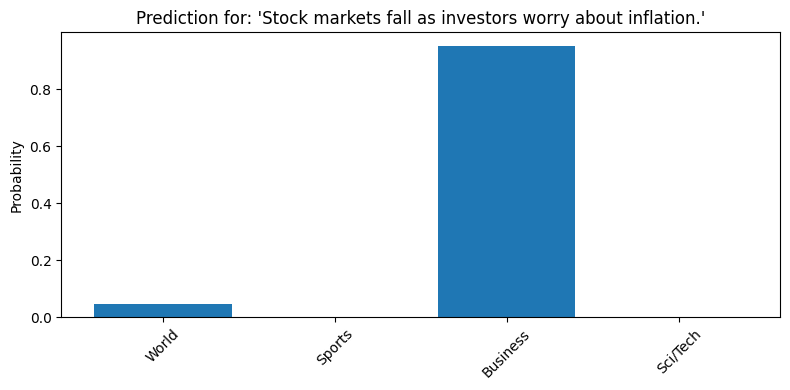 Prediction for: 'Stock markets fall as investors worry about inflation.'
Probability
0.8
0.6
0.4
0.2
0.0
World
Sports
Business
Sci/Tech